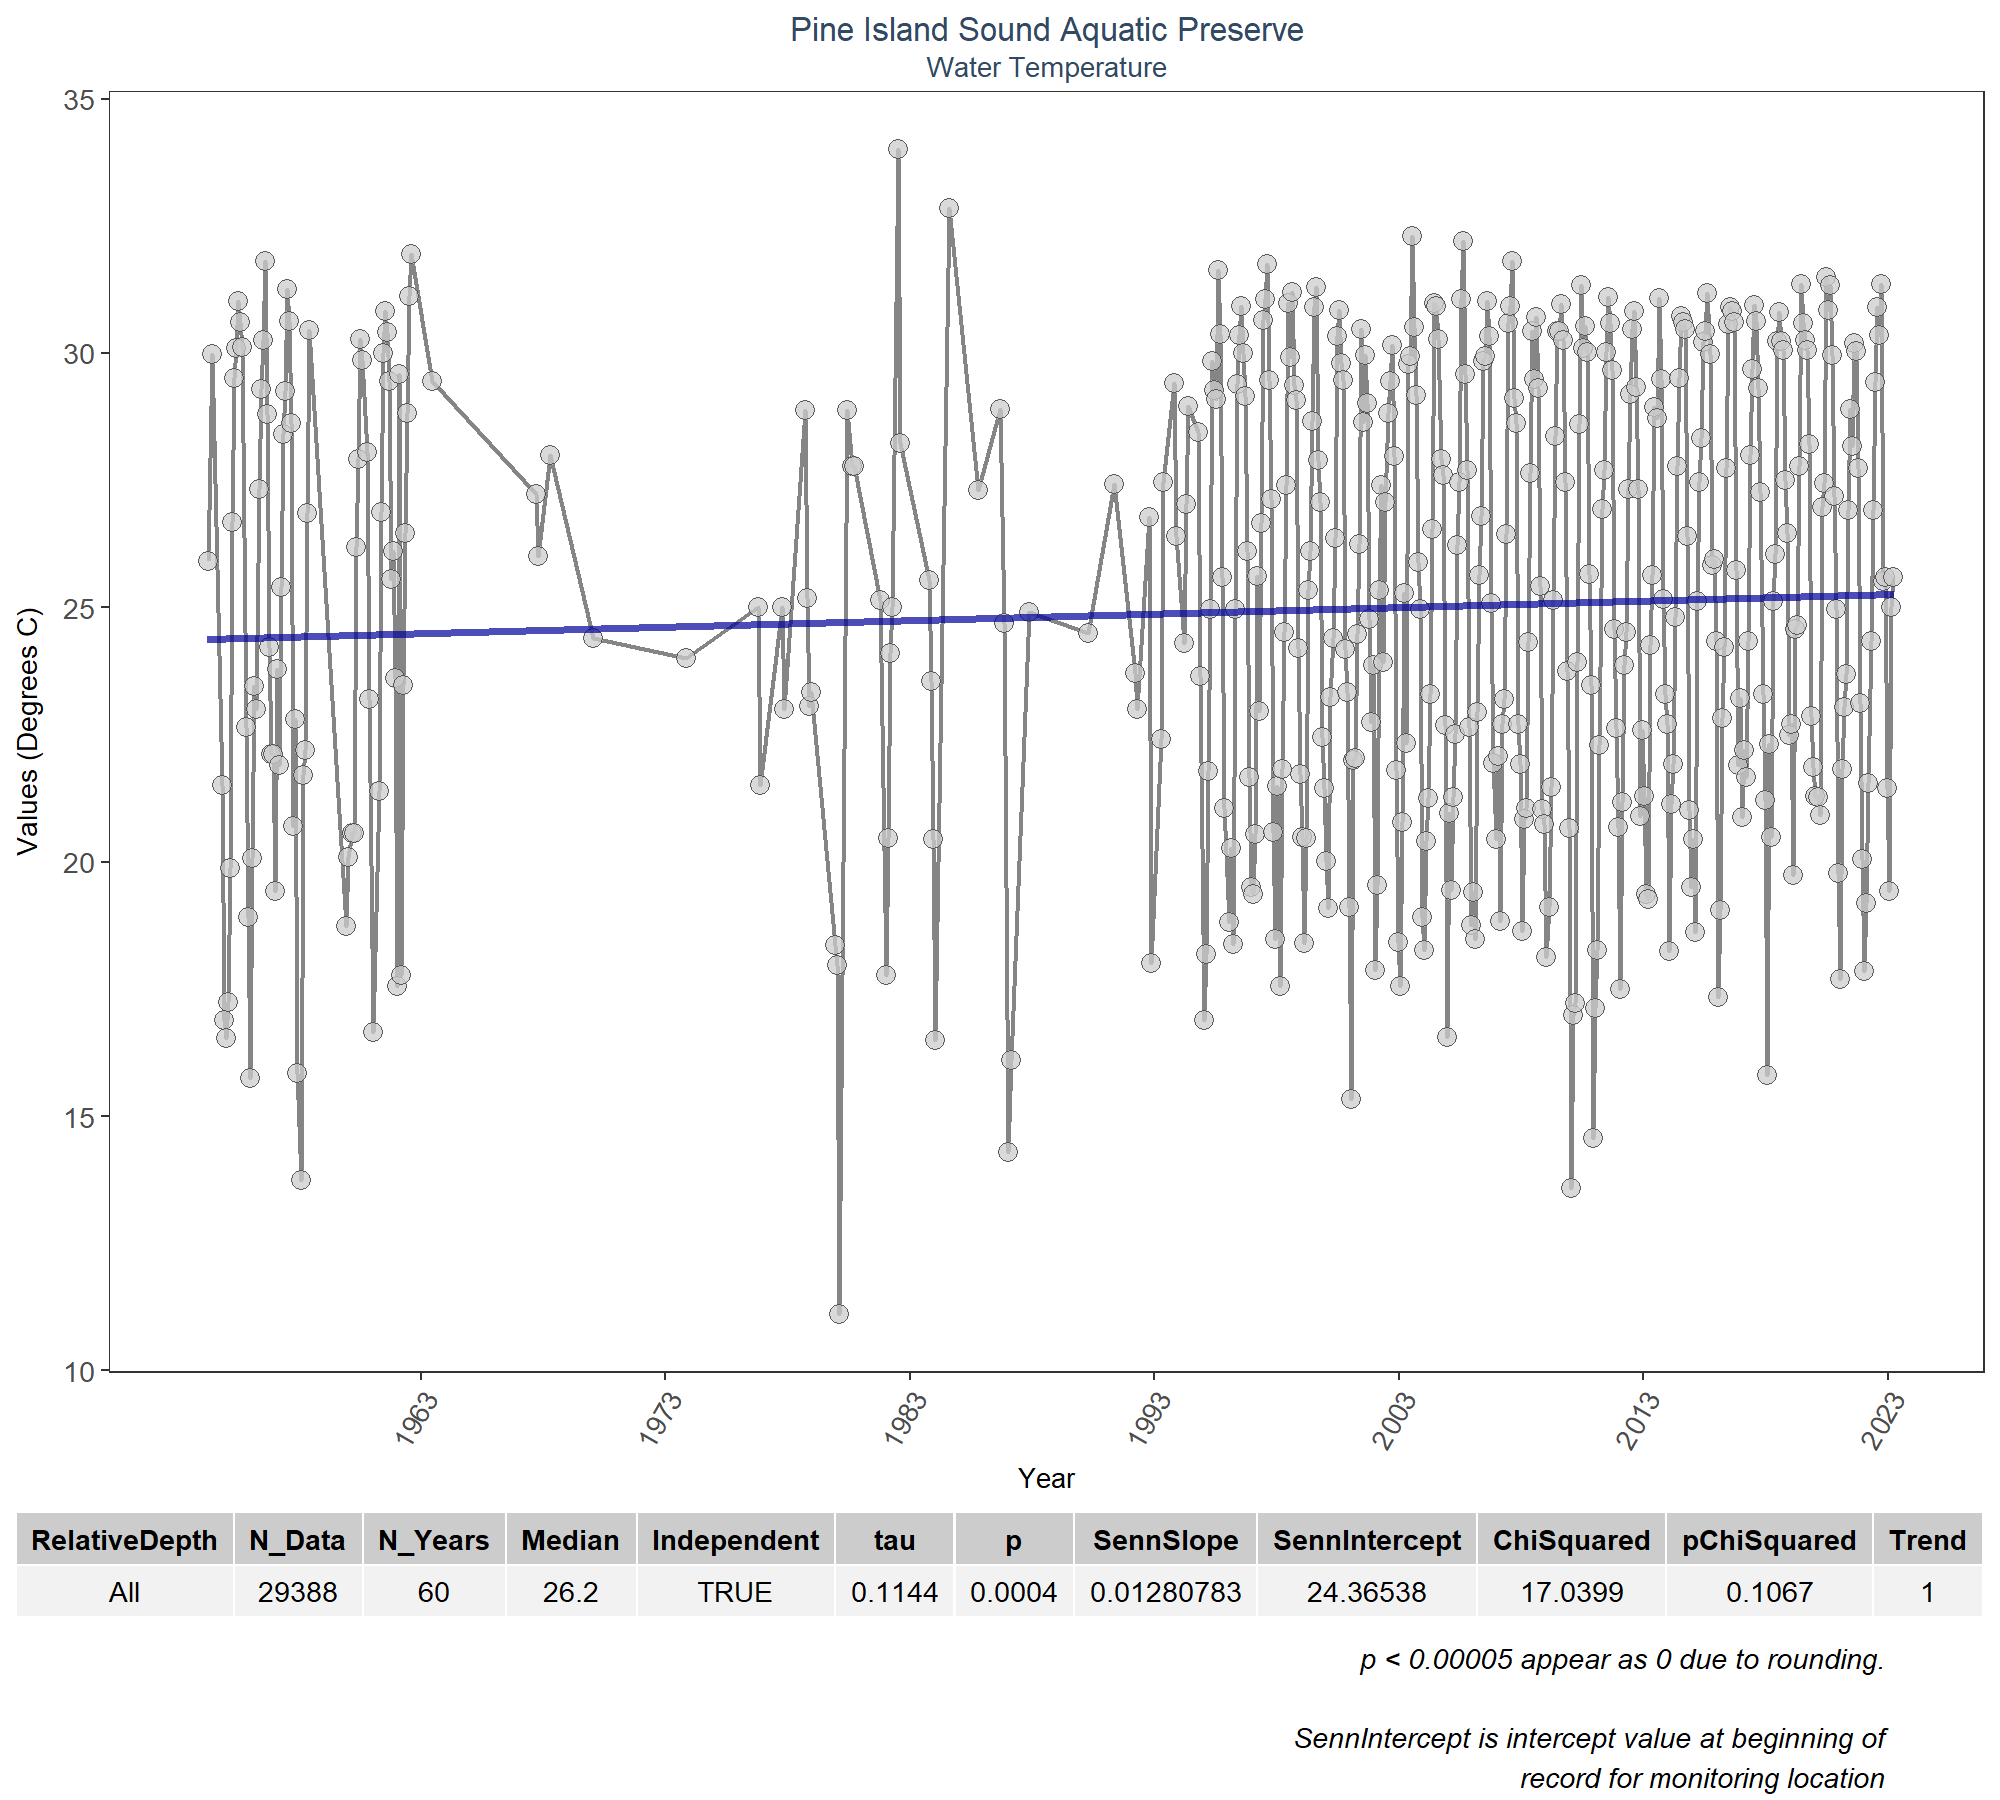 Pine Island Sound Aquatic Preserve
Water Temperature
35
30
25
20
15
10
Values (Degrees C)
1963
1973
1983
1993
2003
2013
2023
Year
RelativeDepth N_Data N_Years Median Independent tau p SennSlope SennIntercept ChiSquared pChiSquared Trend
All 29388 60 26.2 TRUE 0.1144 0.0004 0.01280783 24.36538 17.0399 0.1067 1
p < 0.00005 appear as 0 due to rounding.
SennIntercept is intercept value at beginning of
record for monitoring location